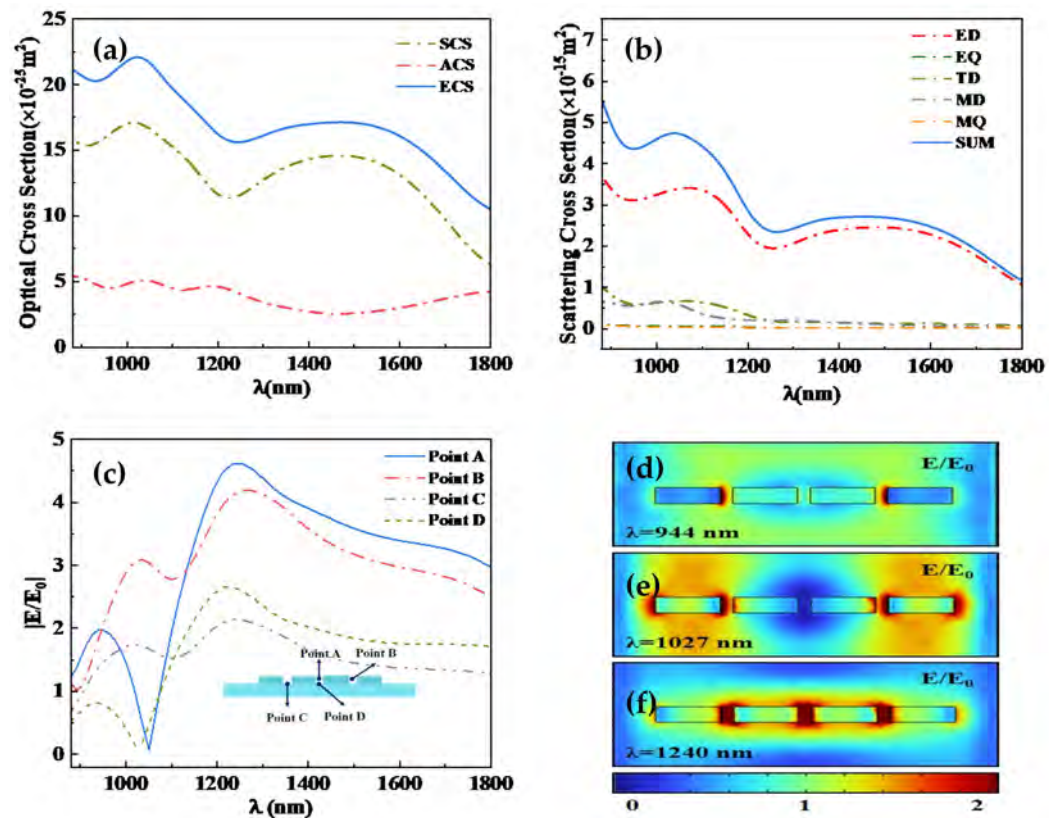 (a)
SCS
ACS
ECS
Optical Cross Section(×10⁻²⁵m²)
25
20
15
10
5
0
1000 1200 1400 1600 1800
λ(nm)
(b)
ED
EQ
TD
MD
MQ
SUM
Scattering Cross Section(×10⁻¹⁵m²)
7
6
5
4
3
2
1
0
1000 1200 1400 1600 1800
λ(nm)
(c)
Point A
Point B
Point C
Point D
|E/E₀|
5
4
3
2
1
0
Point A
Point B
Point C
Point D
1000 1200 1400 1600 1800
λ (nm)
(d)
E/E₀
λ=944 nm
(e)
E/E₀
λ=1027 nm
(f)
E/E₀
λ=1240 nm
0 1 2